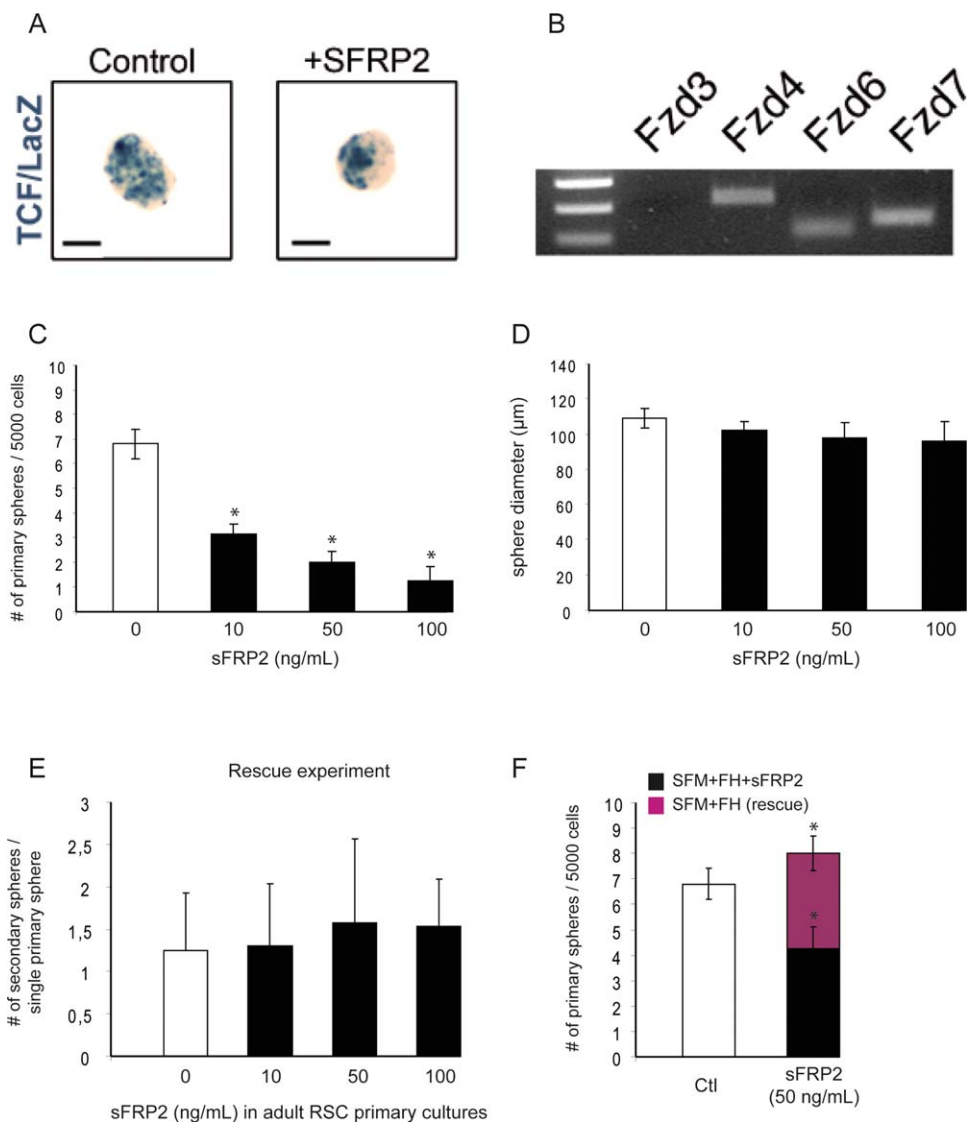 A
Control
+SFRP2
TCF/LacZ
B
Fzd3
Fzd4
Fzd6
Fzd7
C
# of primary spheres / 5000 cells
10
9
8
7
6
5
4
3
2
1
0
*
*
*
0 10 50 100
sFRP2 (ng/mL)
D
sphere diameter (µm)
140
120
100
80
60
40
20
0
0 10 50 100
sFRP2 (ng/mL)
E
Rescue experiment
# of secondary spheres /
single primary sphere
3
2,5
2
1,5
1
0,5
0
0 10 50 100
sFRP2 (ng/mL) in adult RSC primary cultures
F
SFM+FH+sFRP2
SFM+FH (rescue)
# of primary spheres / 5000 cells
10
9
8
7
6
5
4
3
2
1
0
*
*
Ctl
sFRP2
(50 ng/mL)